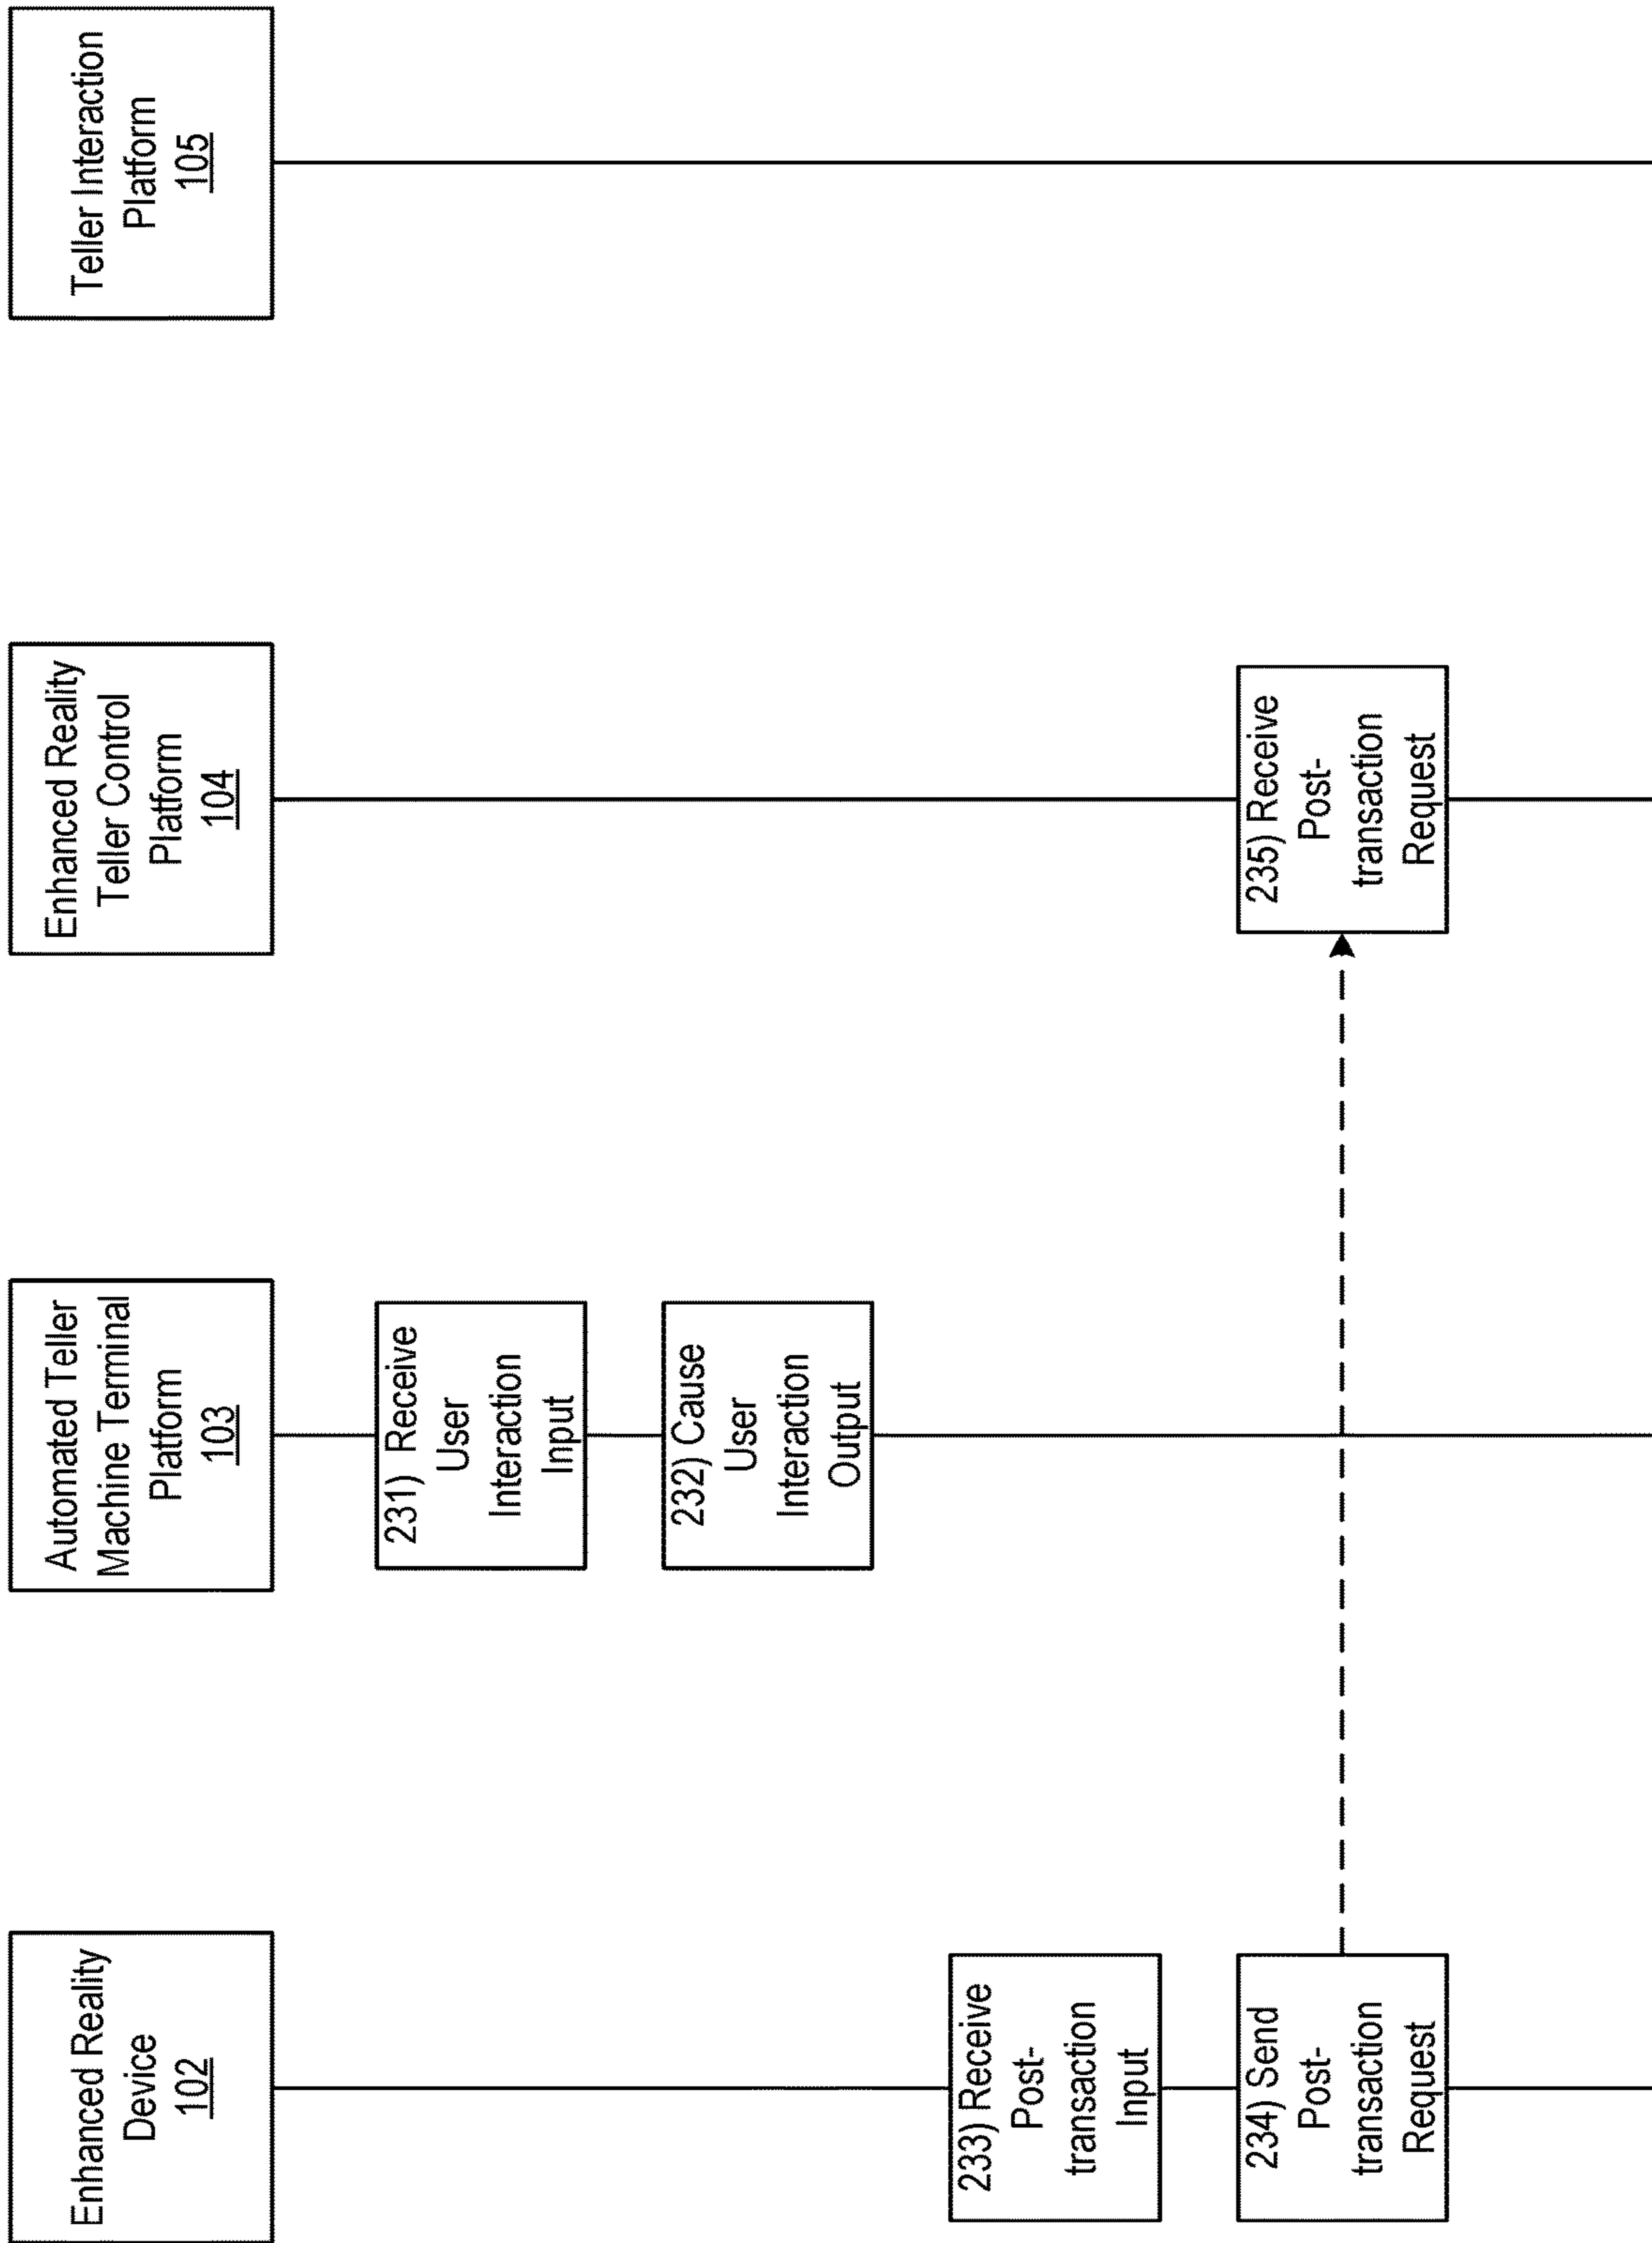 Enhanced Reality
Device
102
Automated Teller
Machine Terminal
Platform
103
Enhanced Reality
Teller Control
Platform
104
Teller Interaction
Platform
105
231) Receive
User
Interaction
Input
232) Cause
User
Interaction
Output
233) Receive
Post-
transaction
Input
234) Send
Post-
transaction
Request
235) Receive
Post-
transaction
Request